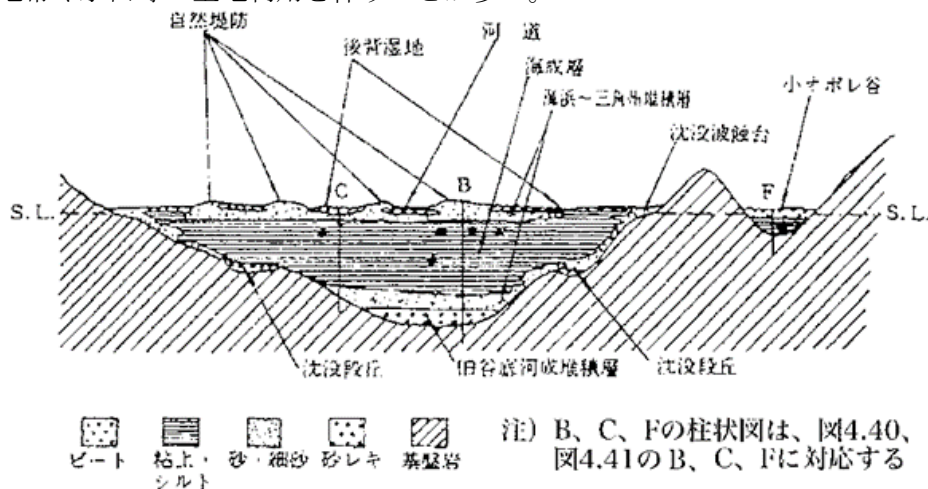 自然堤防
後背湿地
河道
海成層
海浜〜三角州堆積層
小オボレ谷
沈没波蝕台
C
B
F
S.L.
S.L.
沈没段丘
旧谷底河成堆積層
沈没段丘
ピート
粘土・シルト
砂・細砂
砂レキ
基盤岩
注) B、C、Fの柱状図は、図4.40、
図4.41のB、C、Fに対応する